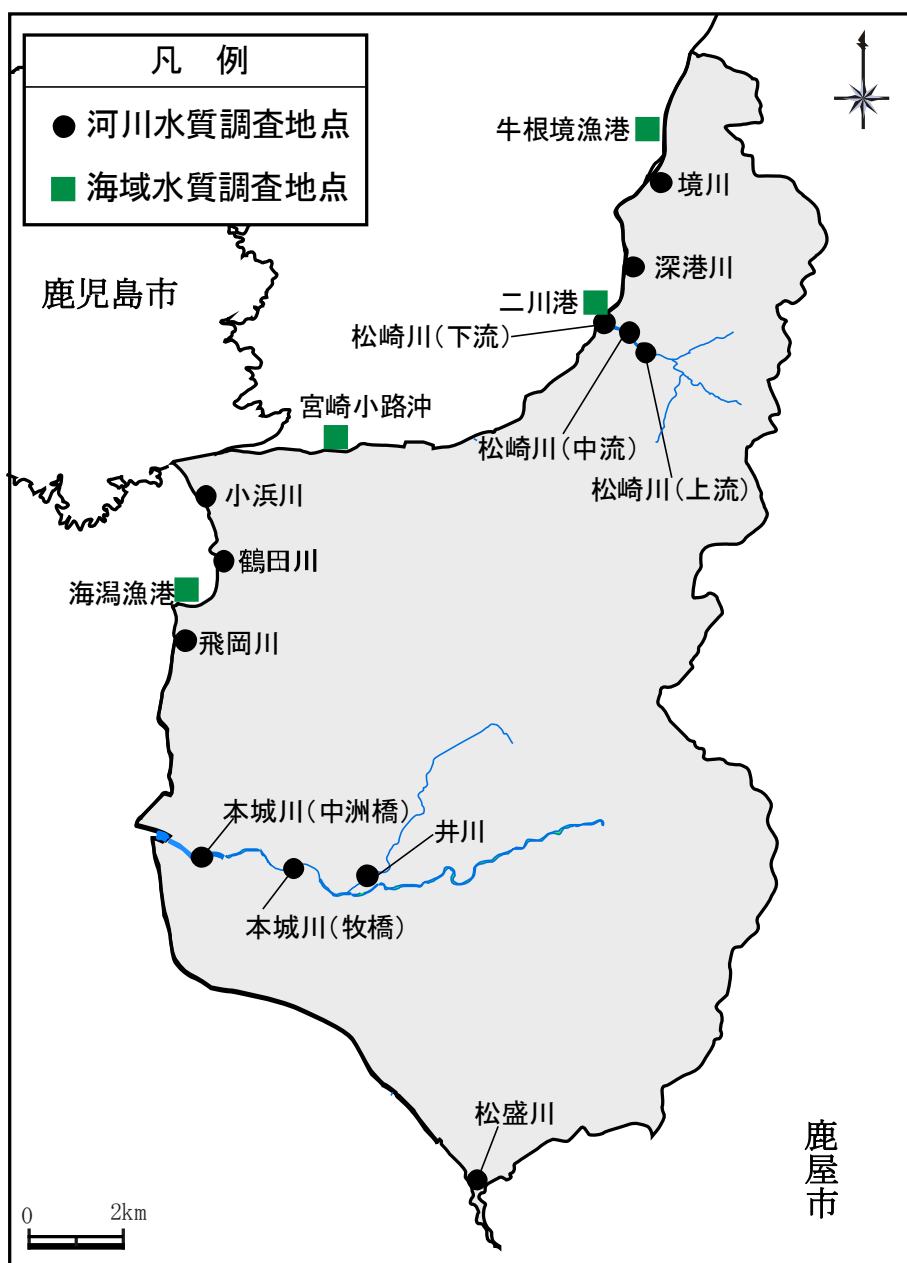 凡 例
河川水質調査地点
海域水質調査地点
牛根境漁港
境川
深港川
鹿児島市
二川港
松崎川(下流)
宮崎小路沖
松崎川(中流)
松崎川(上流)
小浜川
鶴田川
海潟漁港
飛岡川
本城川(中洲橋)
井川
本城川(牧橋)
松盛川
鹿屋市
0 2km